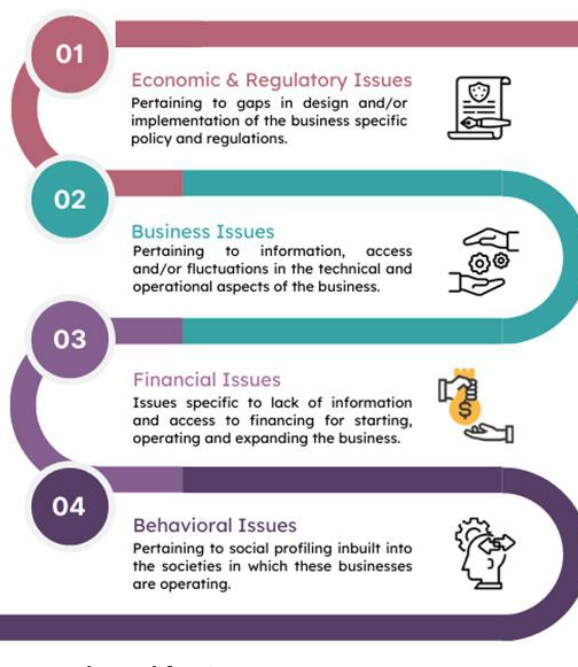 01
Economic & Regulatory Issues
Pertaining to gaps in design and/or
implementation of the business specific
policy and regulations.
02
Business Issues
Pertaining to information, access
and/or fluctuations in the technical and
operational aspects of the business.
03
Financial Issues
Issues specific to lack of information
and access to financing for starting,
operating and expanding the business.
$
04
Behavioral Issues
Pertaining to social profiling inbuilt into
the societies in which these businesses
are operating.